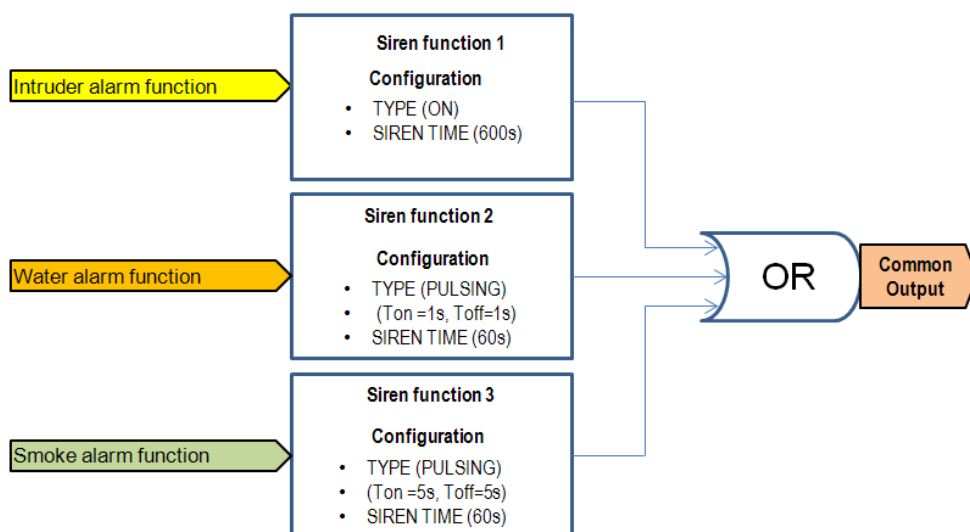 Siren function 1
Intruder alarm function
Configuration
• TYPE (ON)
• SIREN TIME (600s)
Siren function 2
Water alarm function
Configuration
• TYPE (PULSING)
• (Ton =1s, Toff=1s)
• SIREN TIME (60s)
OR
Common
Output
Siren function 3
Smoke alarm function
Configuration
• TYPE (PULSING)
• (Ton =5s, Toff=5s)
• SIREN TIME (60s)